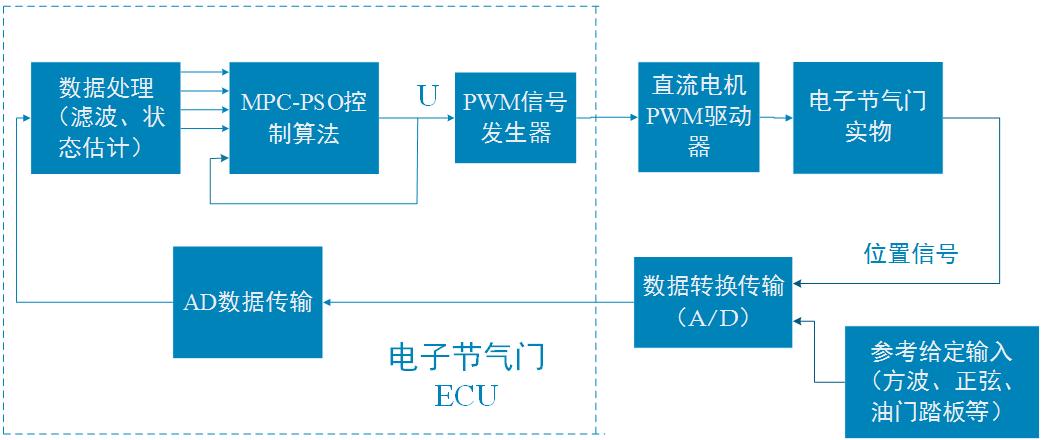 数据处理
（滤波、状
态估计）
MPC-PSO控
制算法
U
PWM信号
发生器
直流电机
PWM驱动
器
电子节气门
实物
位置信号
AD数据传输
数据转换传输
（A/D）
电子节气门
ECU
参考给定输入
（方波、正弦、
油门踏板等）